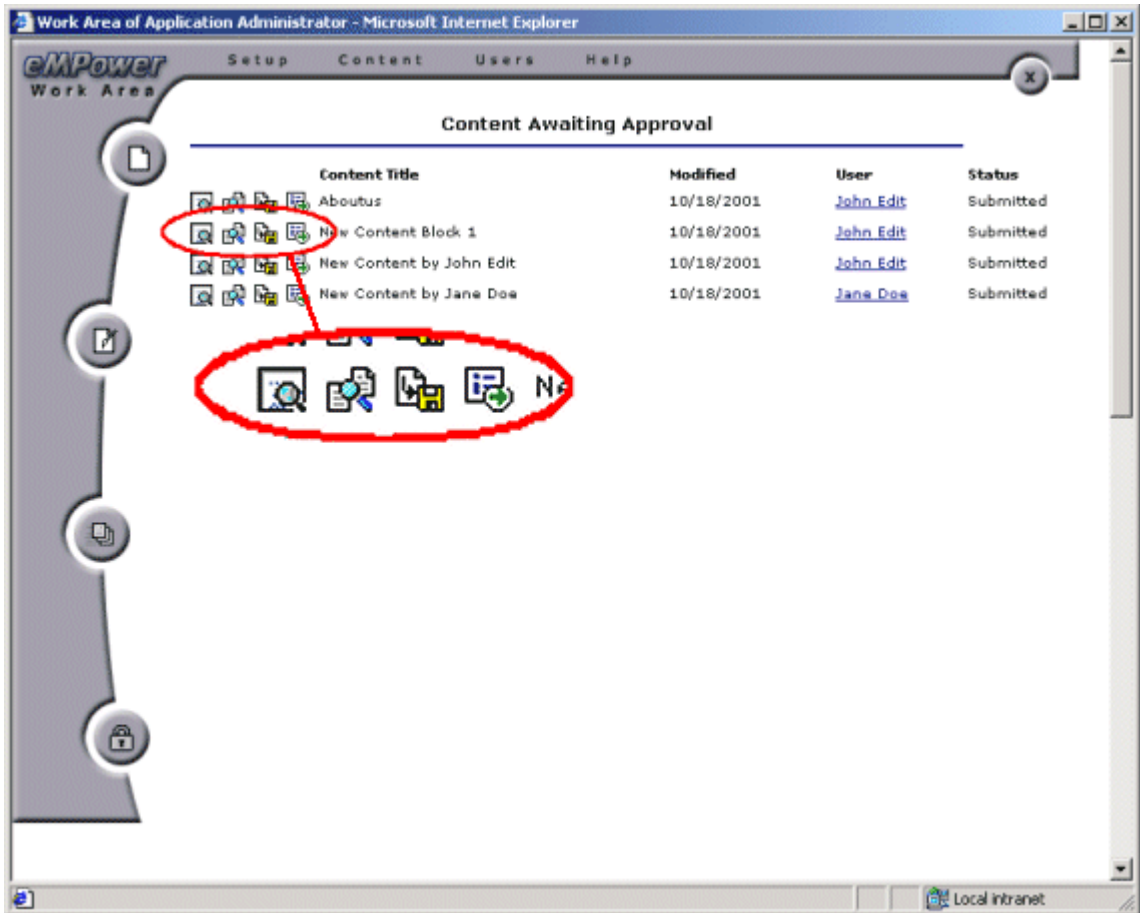 Work Area of Application Administrator - Microsoft Internet Explorer
eMPower Setup Content Users Help
Work Area
X
Content Awaiting Approval
Content Title Modified User Status
Aboutus 10/18/2001 John Edit Submitted
New Content Block 1 10/18/2001 John Edit Submitted
New Content by John Edit 10/18/2001 John Edit Submitted
New Content by Jane Doe 10/18/2001 Jane Doe Submitted
Ne
Local intranet